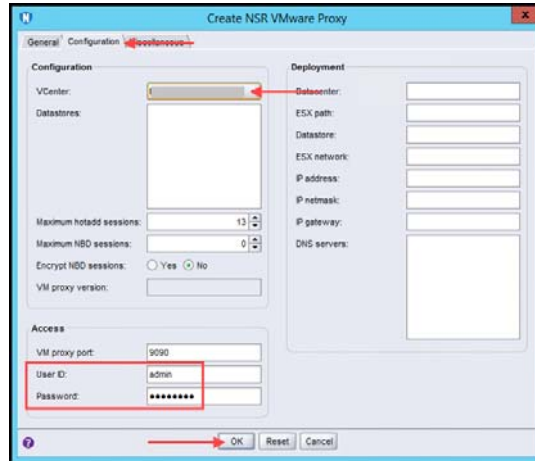 Create NSR VMware Proxy
General Configuration Miscellaneous
Configuration
VCenter:
Datastores:
Maximum hotadd sessions: 13
Maximum NBD sessions: 0
Encrypt NBD sessions: Yes No
VM proxy version:
Access
VM proxy port: 9090
User ID: admin
Password: ●●●●●●●●
Deployment
Datacenter:
ESX path:
Datastore:
ESX network:
IP address:
IP netmask:
IP gateway:
DNS servers:
OK Reset Cancel